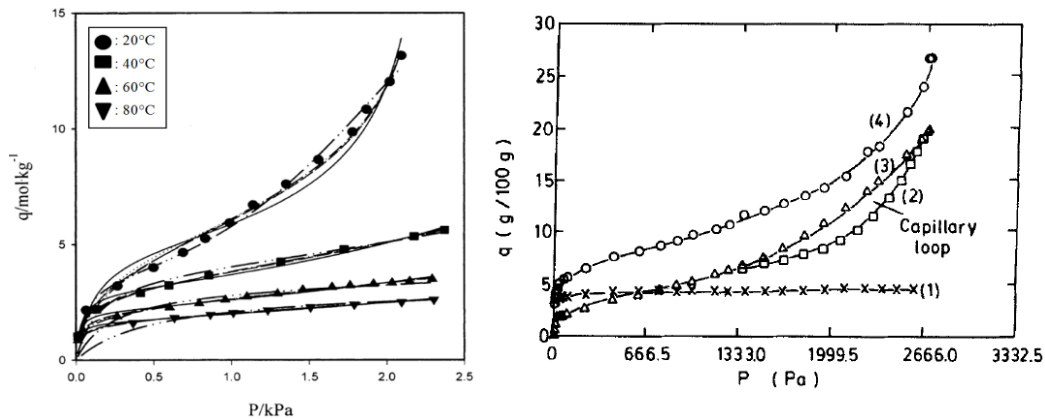 15
10
5
0
q/mol·kg⁻¹
: 20°C
: 40°C
: 60°C
: 80°C
0.0 0.5 1.0 1.5 2.0 2.5
P/kPa
30
25
20
15
10
5
0
q (g/100 g)
(4)
(3)
(2)
Capillary
loop
(1)
0 666.5 1333.0 1999.5 2666.0 3332.5
P (Pa)